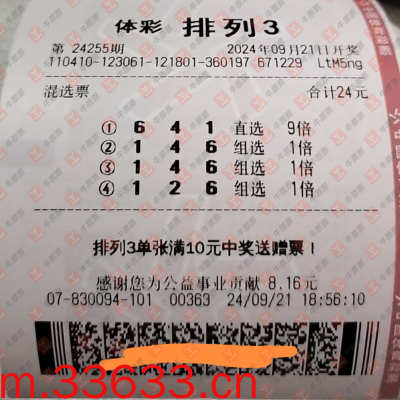 体彩 排列3
第 24255期 2024年09月21日开奖
110410-123061-121801-360197 671229 LtM5ng
混选票 合计24元
① 6 4 1 直选 9倍
② 1 4 6 组选 1倍
③ 1 4 6 组选 1倍
④ 1 2 6 组选 1倍
排列3单张满10元中奖送赠票!
感谢您为公益事业贡献 8.16元
07-830094-101 00363 24/09/21 18:56:10
m.33633.cn